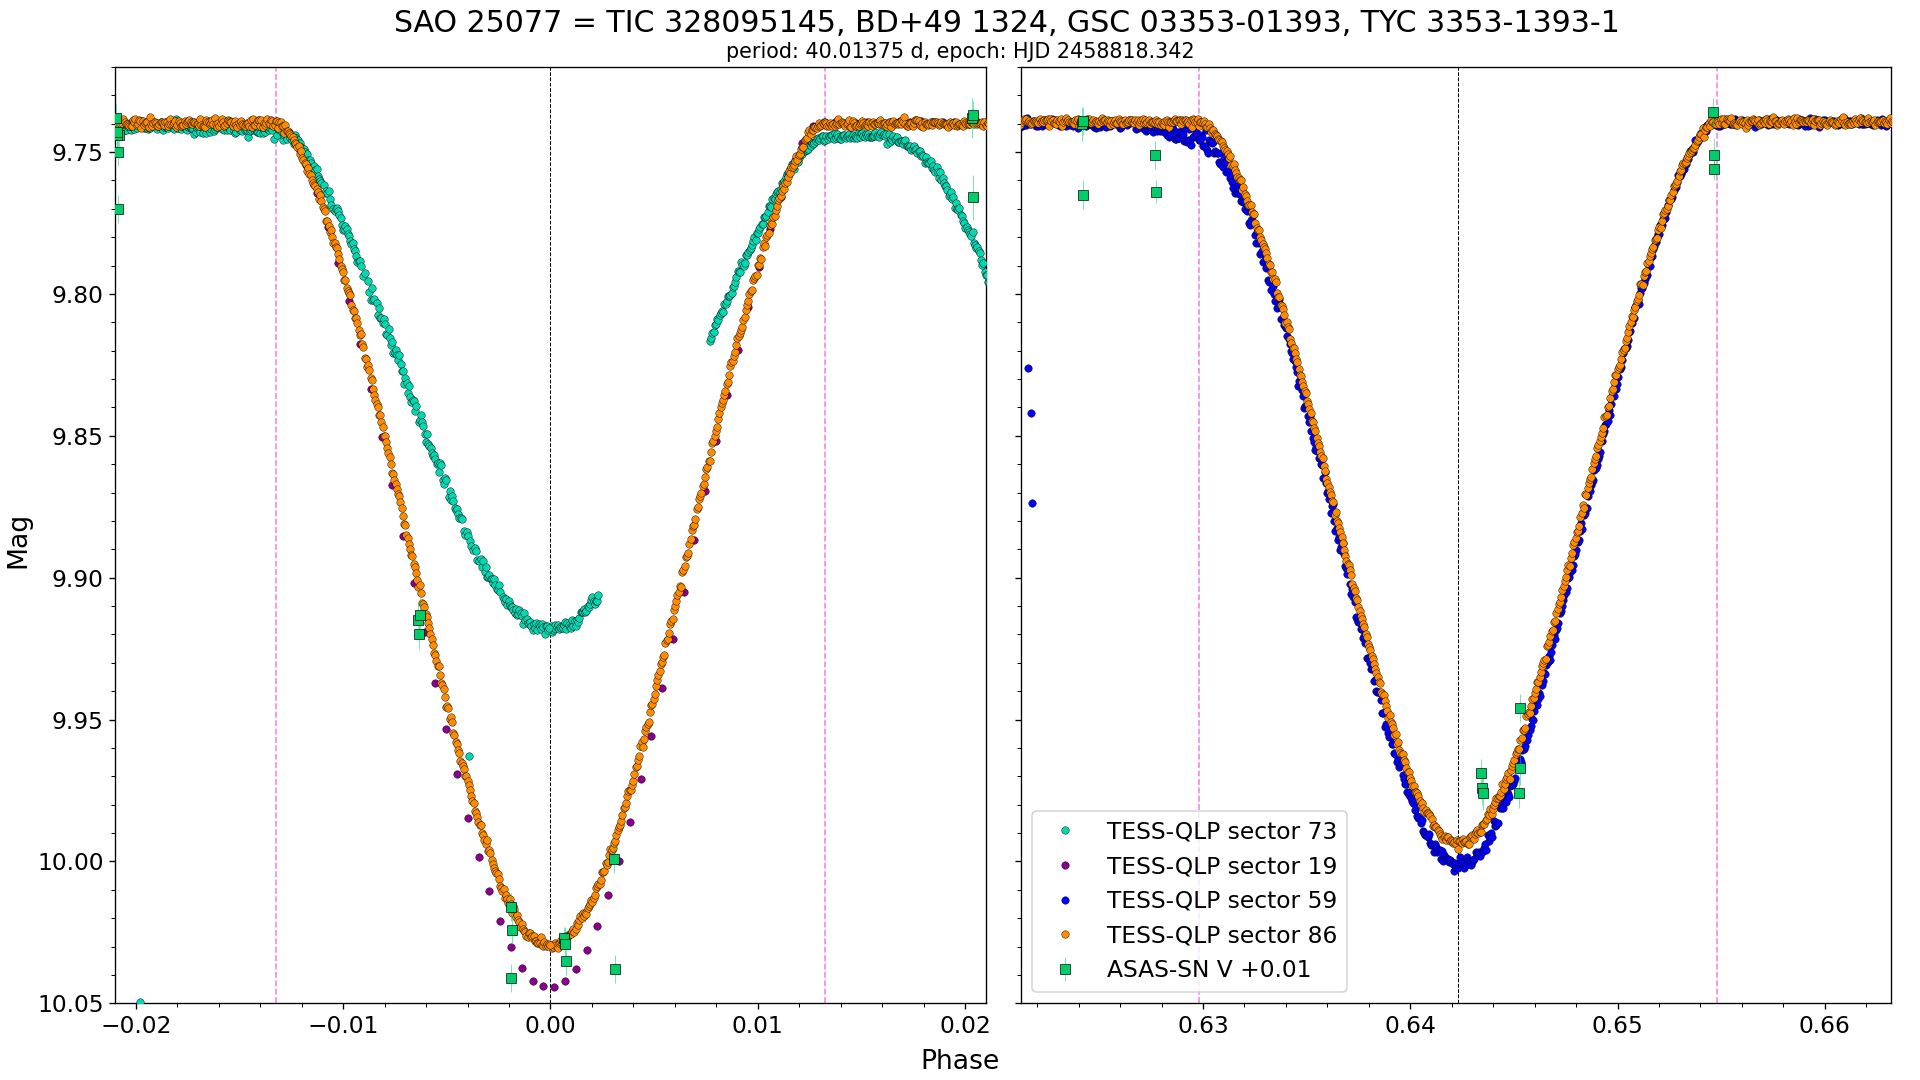 SAO 25077 = TIC 328095145, BD+49 1324, GSC 03353-01393, TYC 3353-1393-1
period: 40.01375 d, epoch: HJD 2458818.342
Mag
9.75
9.80
9.85
9.90
9.95
10.00
10.05
−0.02
−0.01
0.00
0.01
0.02
TESS-QLP sector 73
TESS-QLP sector 19
TESS-QLP sector 59
TESS-QLP sector 86
ASAS-SN V +0.01
0.63
0.64
0.65
0.66
Phase